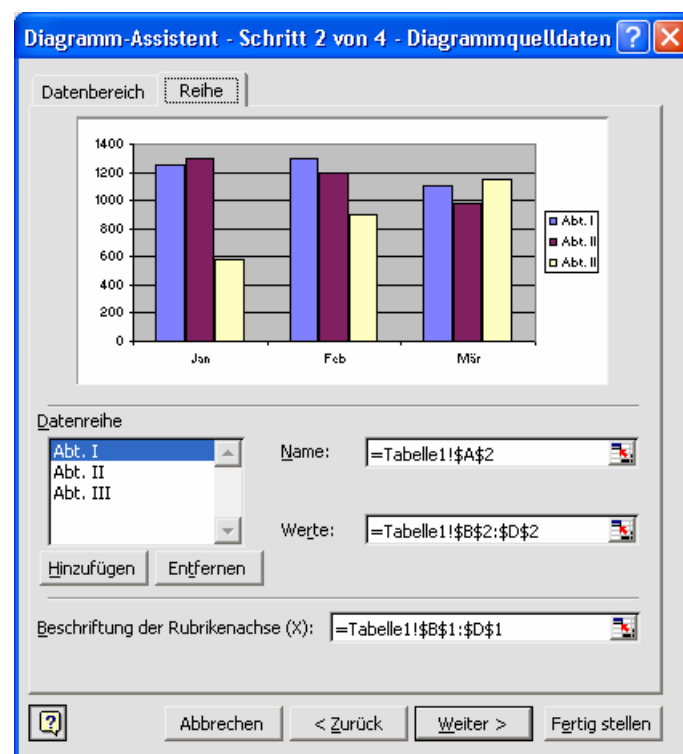 Diagramm-Assistent - Schritt 2 von 4 - Diagrammquelldaten
Datenbereich
Reihe
1400
1200
1000
800
600
400
200
0
Jan
Feb
Mär
Abt. I
Abt. II
Abt. II
Datenreihe
Abt. I
Abt. II
Abt. III
Name:
=Tabelle1!$A$2
Werte:
=Tabelle1!$B$2:$D$2
Hinzufügen
Entfernen
Beschriftung der Rubrikenachse (X):
=Tabelle1!$B$1:$D$1
Abbrechen
< Zurück
Weiter >
Fertig stellen